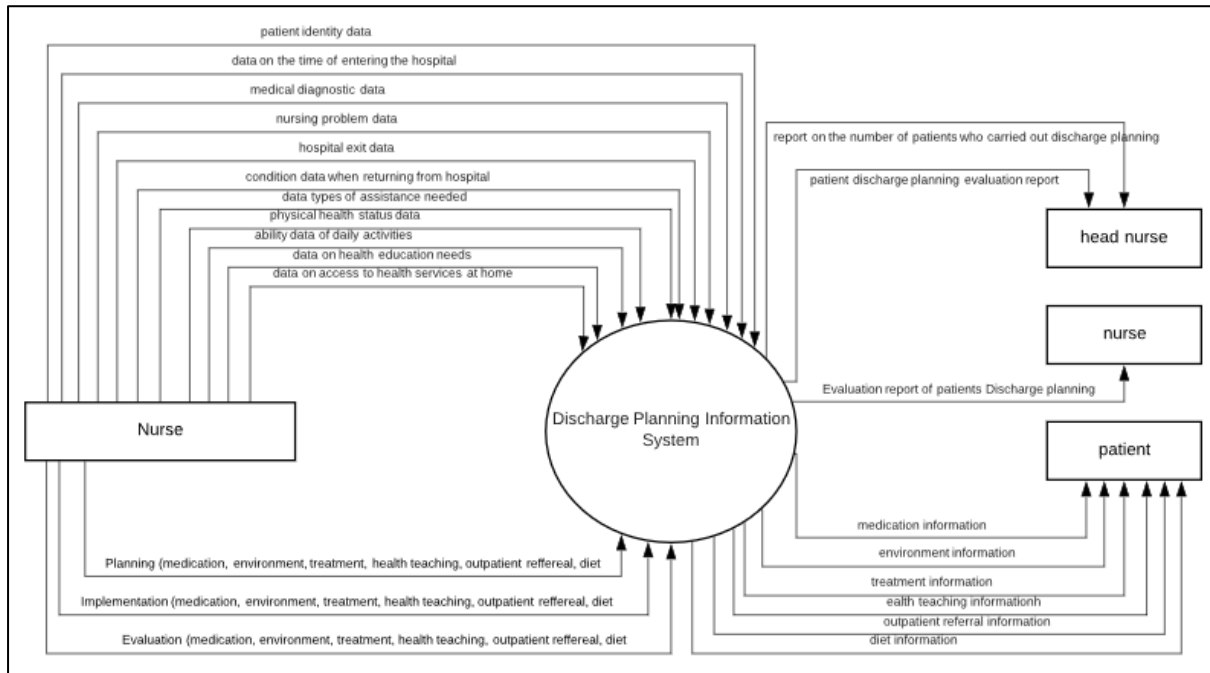 patient identity data
data on the time of entering the hospital
medical diagnostic data
nursing problem data
hospital exit data
condition data when returning from hospital
data types of assistance needed
physical health status data
ability data of daily activities
data on health education needs
data on access to health services at home
Nurse
Planning (medication, environment, treatment, health teaching, outpatient reffereal, diet
Implementation (medication, environment, treatment, health teaching, outpatient reffereal, diet
Evaluation (medication, environment, treatment, health teaching, outpatient reffereal, diet
Discharge Planning Information
System
report on the number of patients who carried out discharge planning
patient discharge planning evaluation report
head nurse
nurse
Evaluation report of patients Discharge planning
patient
medication information
environment information
treatment information
ealth teaching informationh
outpatient referral information
diet information